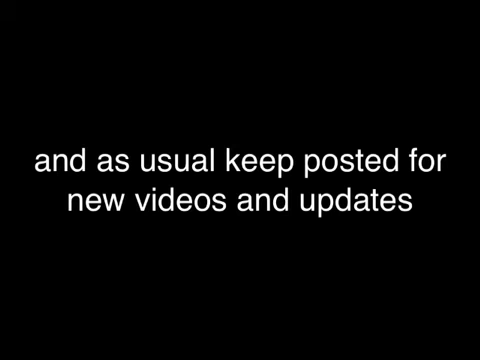 and as usual keep posted for
new videos and updates